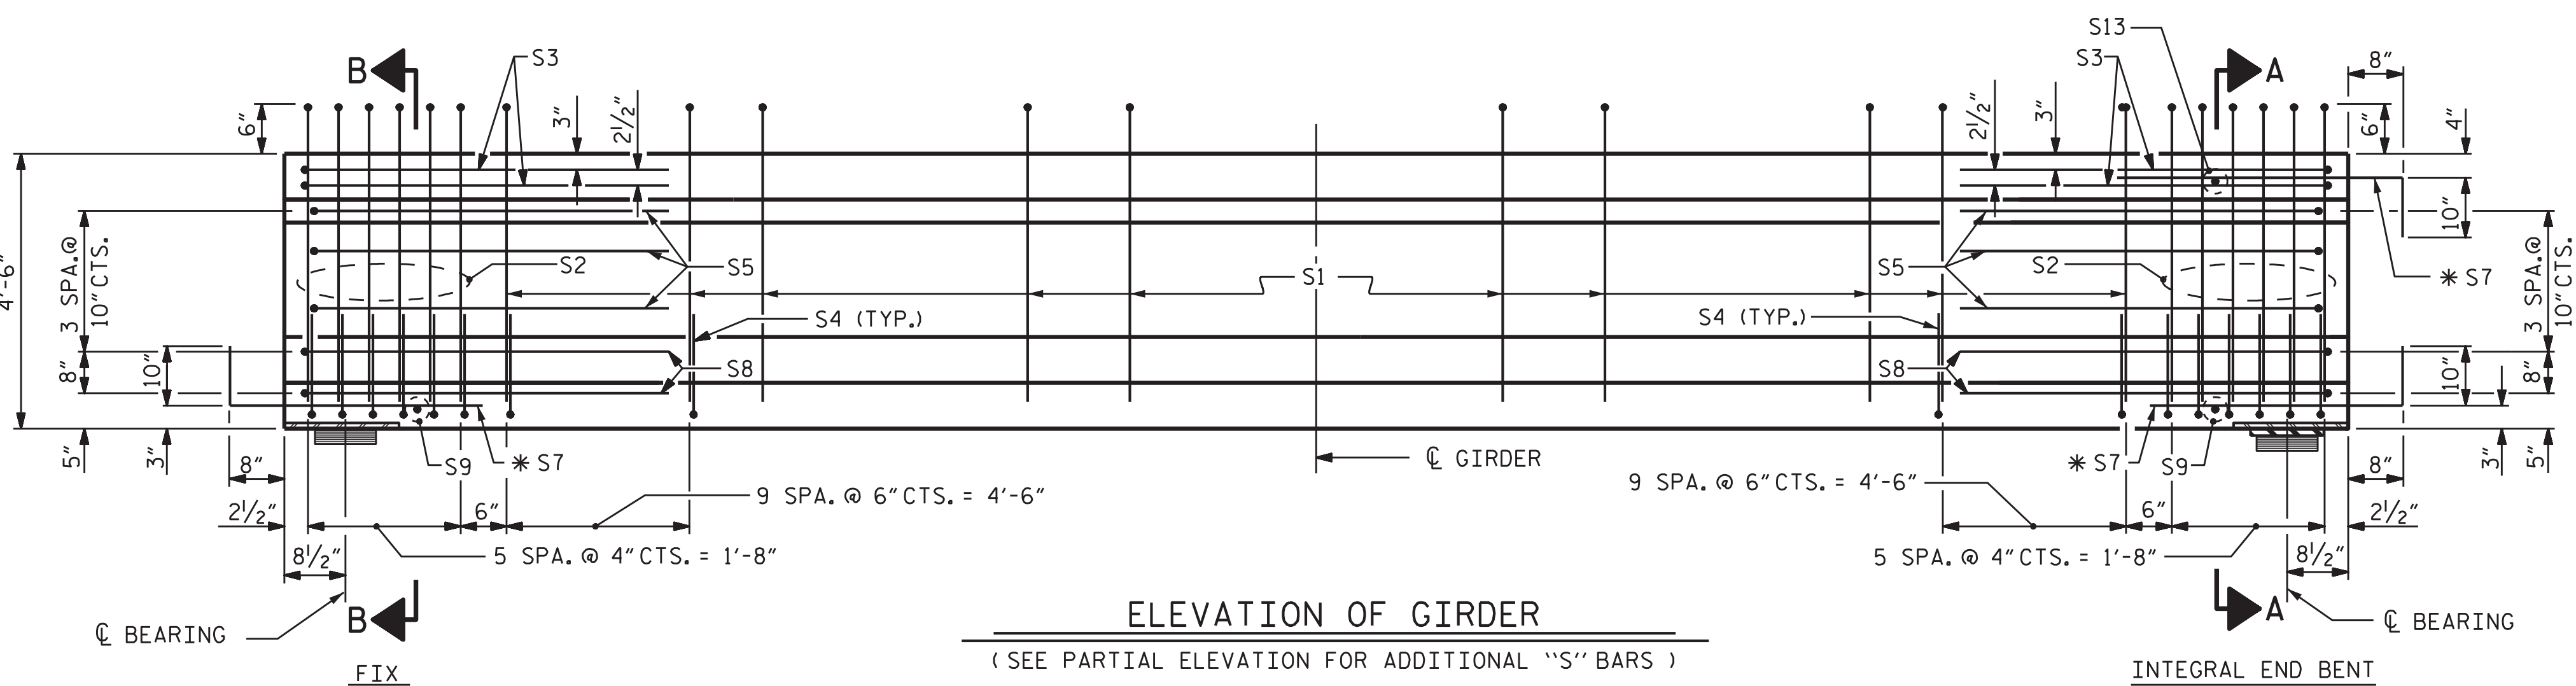 S13
B
S3
S3
A
8"
6"
3"
2½"
2½"
3"
6"
4"
4'-6"
3 SPA.@
10"CTS.
S2
S5
S1
S5
S2
10"
✳ S7
3 SPA.@
10"CTS.
S4 (TYP.)
S4 (TYP.)
8"
10"
S8
S8
10"
8"
5"
3"
8"
S9
✳ S7
℄ GIRDER
✳ S7
S9
8"
3"
5"
9 SPA. @ 6"CTS. = 4'-6"
9 SPA. @ 6"CTS. = 4'-6"
2½"
6"
6"
2½"
8½"
5 SPA. @ 4"CTS. = 1'-8"
5 SPA. @ 4"CTS. = 1'-8"
8½"
B
ELEVATION OF GIRDER
A
℄ BEARING
℄ BEARING
(SEE PARTIAL ELEVATION FOR ADDITIONAL "S" BARS )
FIX
INTEGRAL END BENT